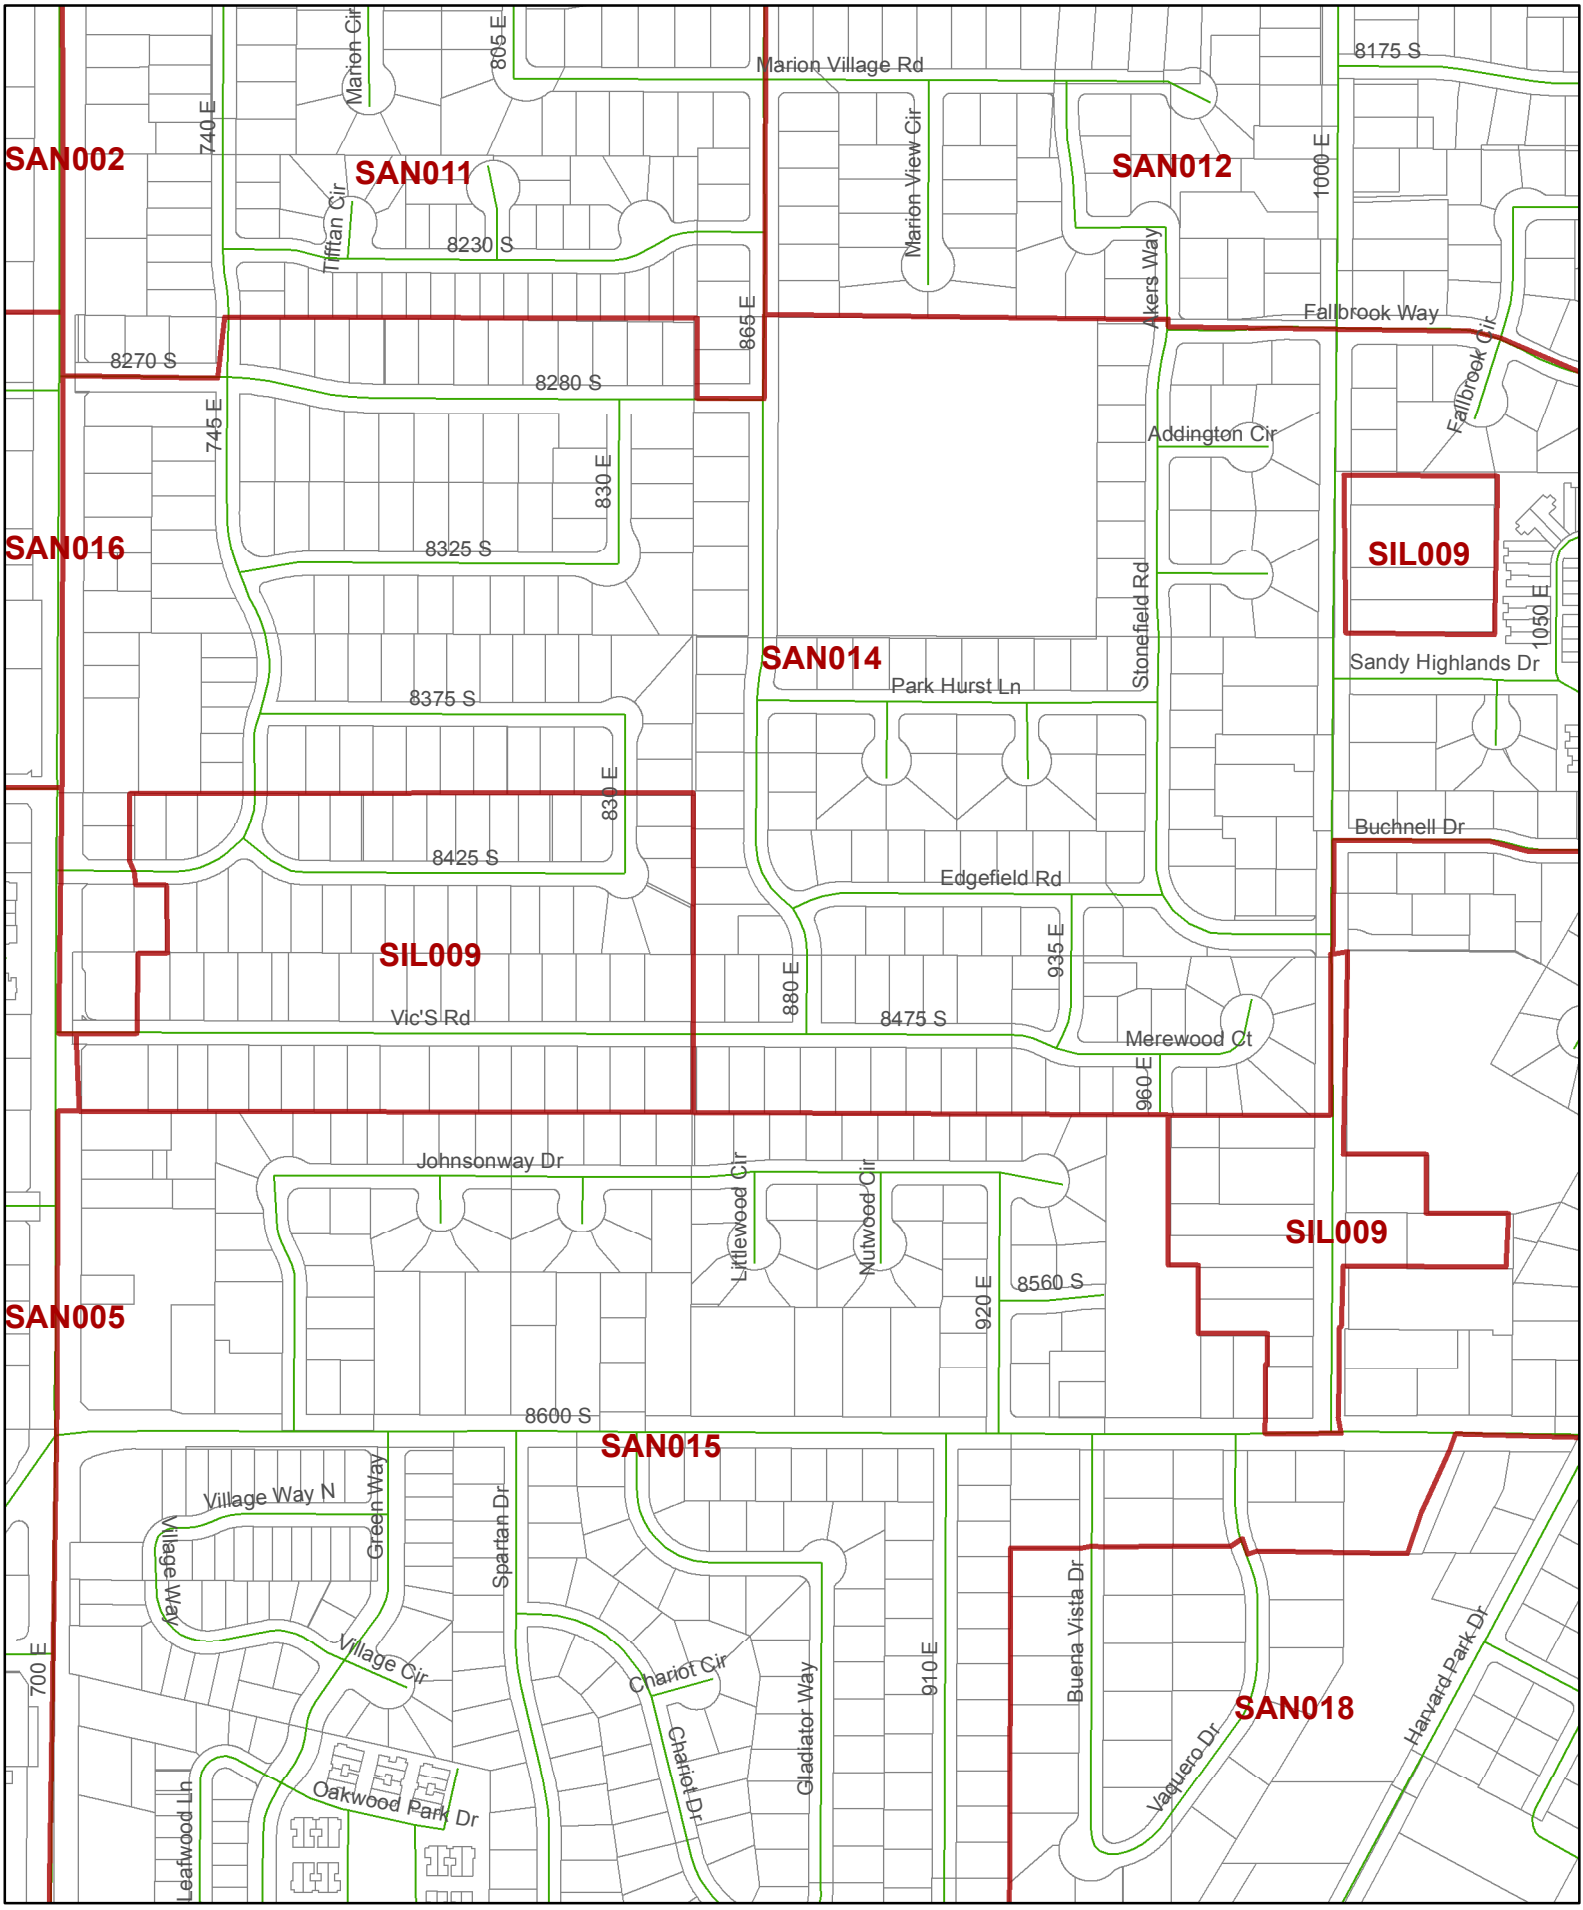 Marion Cir
805 E
Marion Village Rd
8175 S
740 E
Marion View Cir
1000 E
SAN002
SAN011
SAN012
Tifftan Cir
8230 S
Akers Way
865 E
Fallbrook Way
Fallbrook Cir
8270 S
8280 S
745 E
Addington Cir
830 E
SAN016
8325 S
SIL009
Stonefield Rd
1050 E
SAN014
Sandy Highlands Dr
Park Hurst Ln
8375 S
830 E
Buchnell Dr
8425 S
Edgefield Rd
SIL009
935 E
880 E
Vic'S Rd
8475 S
Merewood Ct
960 E
Johnsonway Dr
Littlewood Cir
Nutwood Cir
SIL009
920 E
8560 S
SAN005
8600 S
SAN015
Village Way N
Green Way
Spartan Dr
Village Way
Buena Vista Dr
700 E
Village Cir
Chariot Cir
910 E
Gladiator Way
Harvard Park Dr
SAN018
Chariot Dr
Vaquero Dr
Oakwood Park Dr
Leafwood Ln